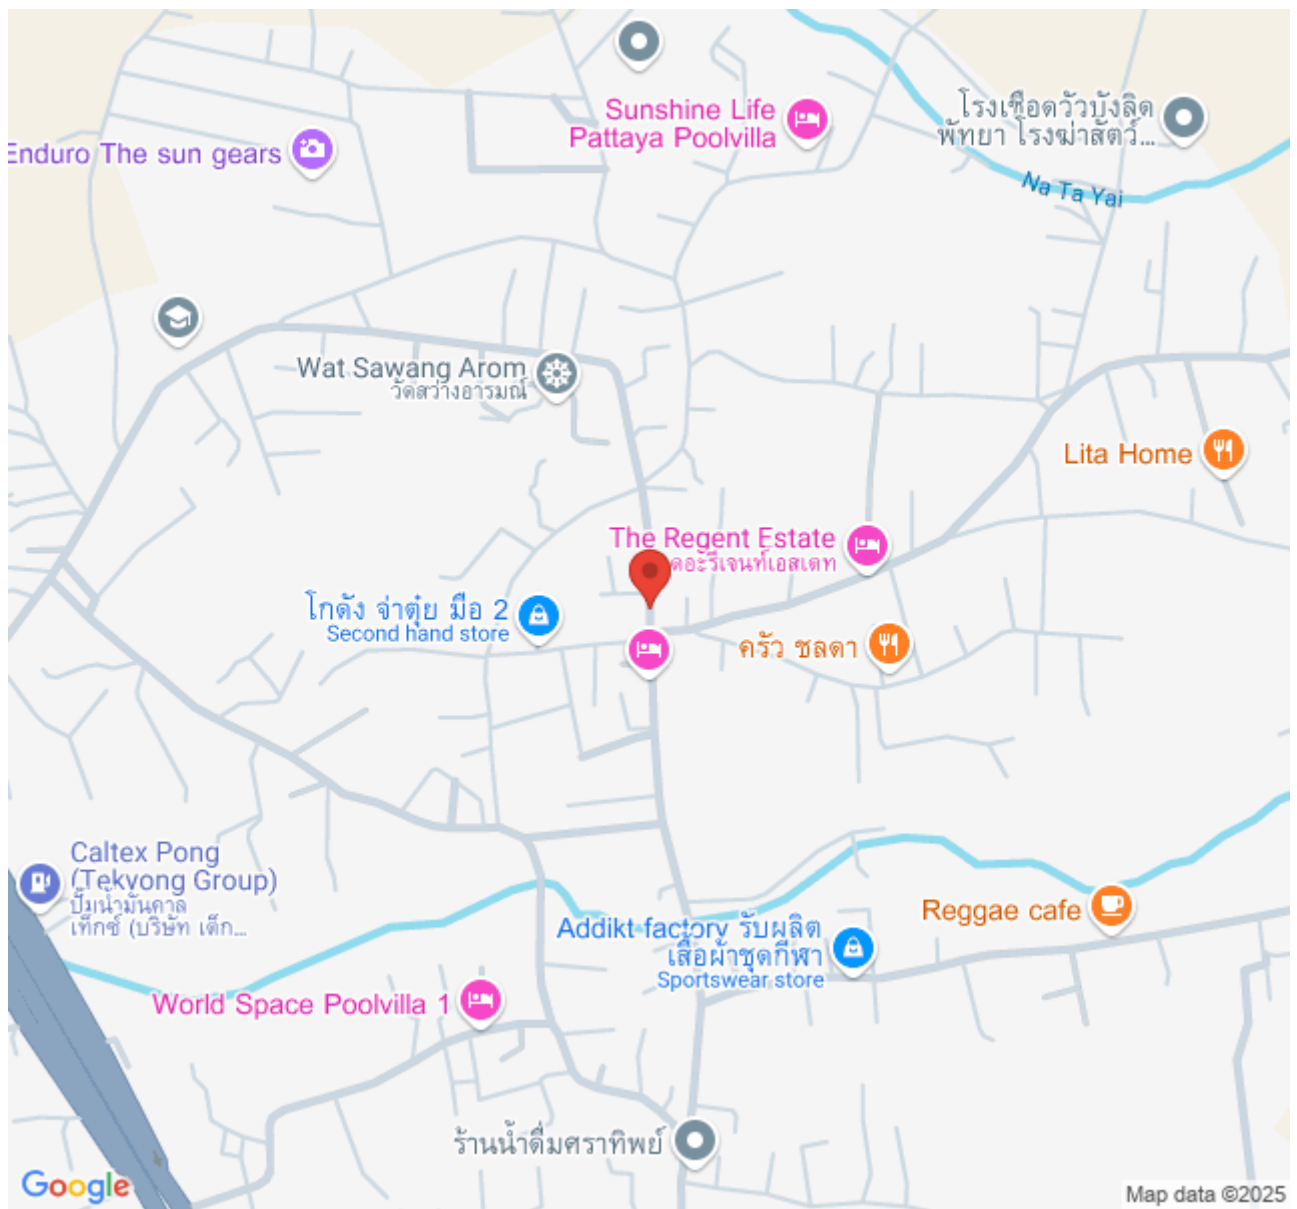 Sunshine Life
Pattaya Poolvilla
โรงเชือดวัวบังลิด
พัทยา โรงฆ่าสัตว์...
Enduro The sun gears
Na Ta Yai
Wat Sawang Arom
วัดสว่างอารมณ์
Lita Home
The Regent Estate
ดอะรีเจนท์เอสเตท
โกดัง จ่าตุ๋ย มือ 2
Second hand store
ครัว ชลดา
Caltex Pong
(Tekvong Group)
ปั๊มน้ำมันคาล
เท็กซ์ (บริษัท เต็ก...
Reggae cafe
Addikt factory รับผลิต
เสื้อผ้าชุดกีฬา
Sportswear store
World Space Poolvilla 1
ร้านน้ำดื่มศราทิพย์
Google
Map data ©2025